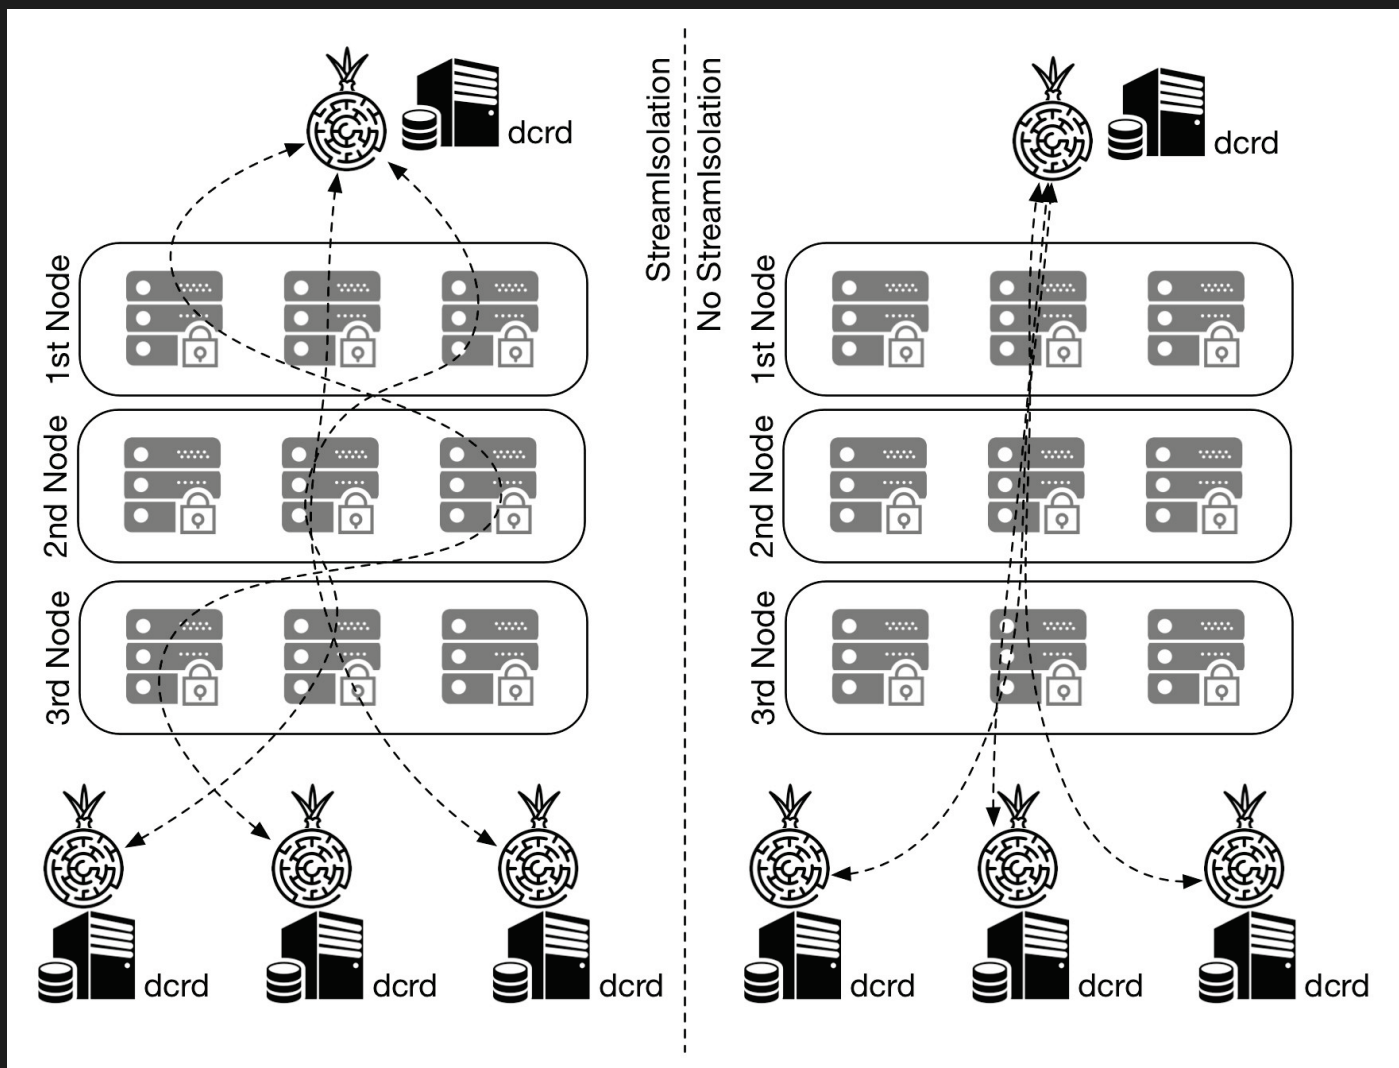 dcrd
StreamIsolation
1st Node
2nd Node
3rd Node
dcrd
dcrd
dcrd
No StreamIsolation
dcrd
1st Node
2nd Node
3rd Node
dcrd
dcrd
dcrd